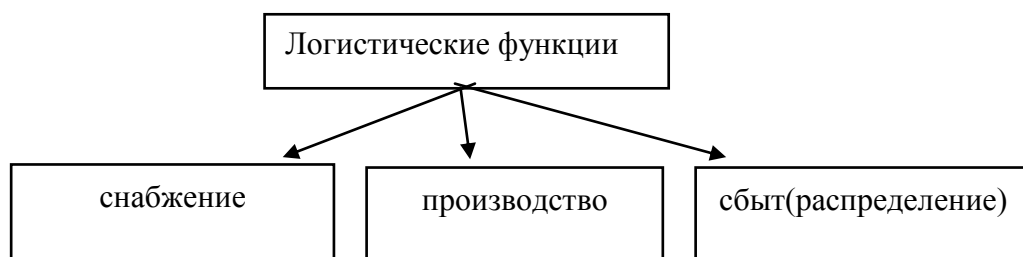 Логистические функции
снабжение
производство
сбыт(распределение)